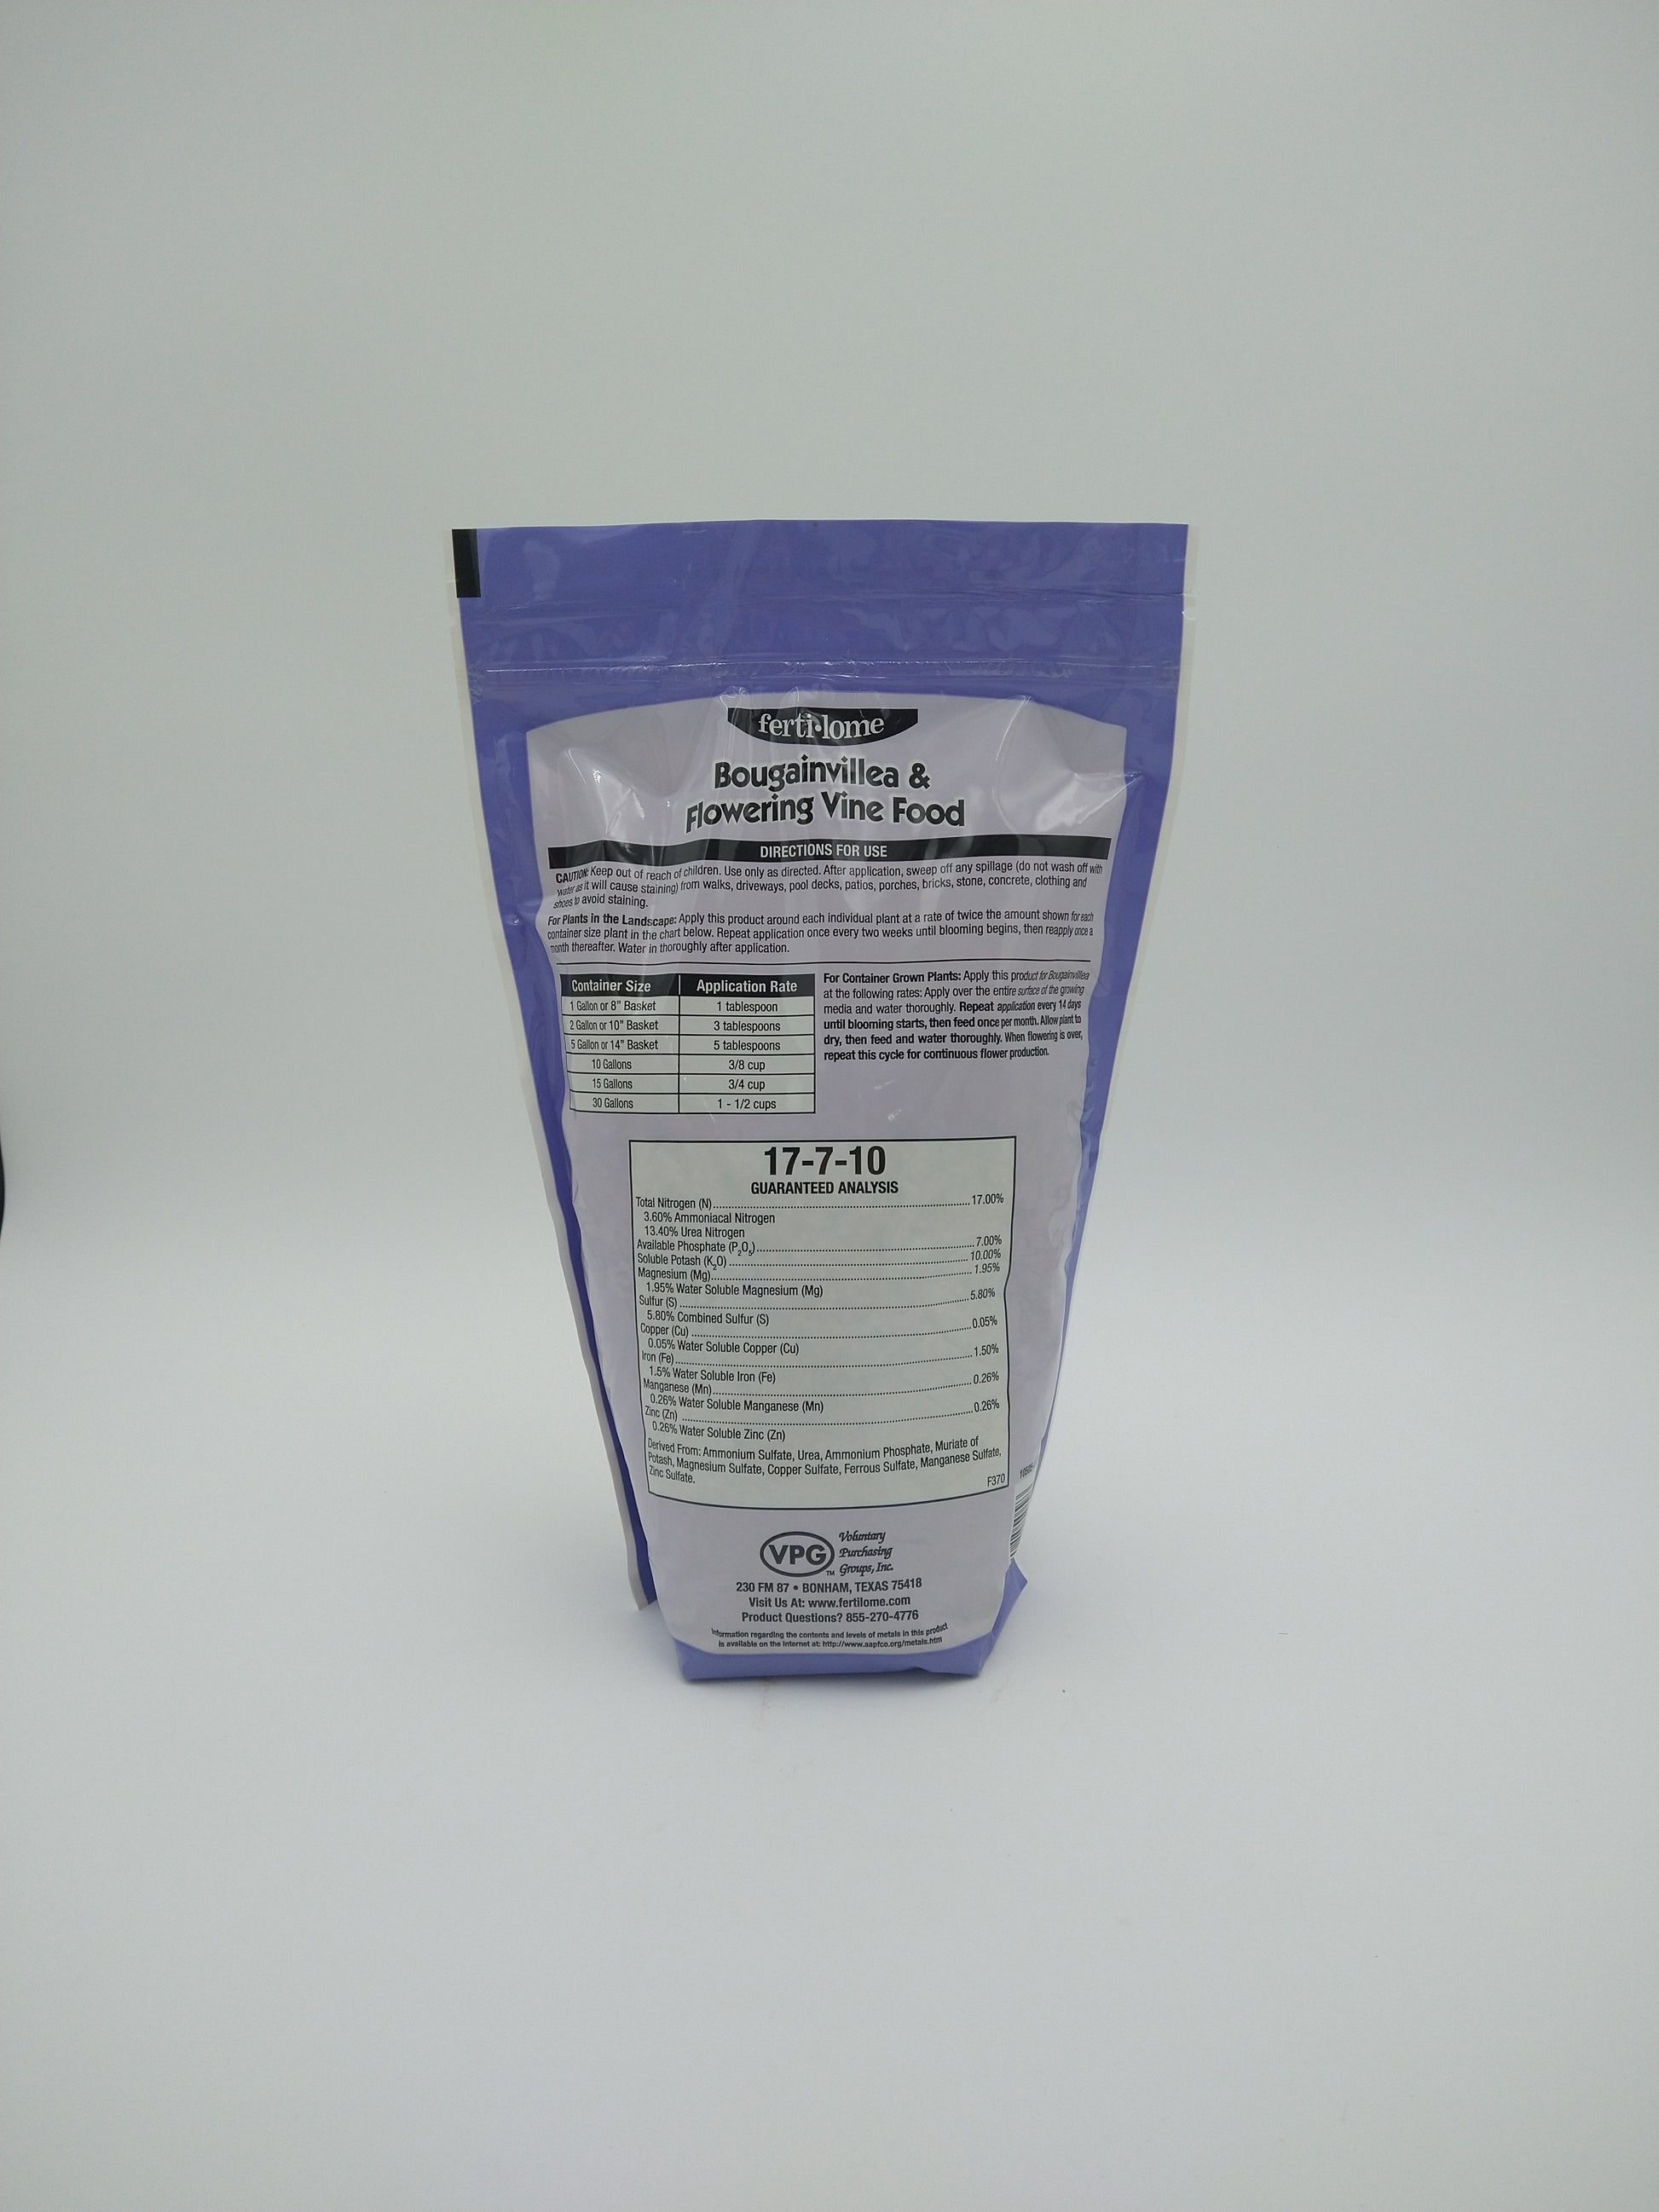 ferti·lome
Bougainvillea &
Flowering Vine Food
DIRECTIONS FOR USE
CAUTION: Keep out of reach of children. Use only as directed. After application, sweep off any spillage (do not wash off with
water as it will cause staining) from walks, driveways, pool decks, patios, porches, bricks, stone, concrete, clothing and
shoes to avoid staining.
For Plants in the Landscape: Apply this product around each individual plant at a rate of twice the amount shown for each
container size plant in the chart below. Repeat application once every two weeks until blooming begins, then reapply once a
month thereafter. Water in thoroughly after application.
Container Size Application Rate
1 Gallon or 8" Basket 1 tablespoon
2 Gallon or 10" Basket 3 tablespoons
5 Gallon or 14" Basket 5 tablespoons
10 Gallons 3/8 cup
15 Gallons 3/4 cup
30 Gallons 1 - 1/2 cups
For Container Grown Plants: Apply this product for Bougainvillea
at the following rates: Apply over the entire surface of the growing
media and water thoroughly. Repeat application every 14 days
until blooming starts, then feed once per month. Allow plant to
dry, then feed and water thoroughly. When flowering is over,
repeat this cycle for continuous flower production.
17-7-10
GUARANTEED ANALYSIS
Total Nitrogen (N) 17.00%
3.60% Ammoniacal Nitrogen
13.40% Urea Nitrogen
Available Phosphate (P2O5) 7.00%
Soluble Potash (K2O) 10.00%
Magnesium (Mg) 1.95%
1.95% Water Soluble Magnesium (Mg)
Sulfur (S) 5.80%
5.80% Combined Sulfur (S)
Copper (Cu) 0.05%
0.05% Water Soluble Copper (Cu)
Iron (Fe) 1.50%
1.5% Water Soluble Iron (Fe)
Manganese (Mn) 0.26%
0.26% Water Soluble Manganese (Mn)
Zinc (Zn) 0.26%
0.26% Water Soluble Zinc (Zn)
Derived From: Ammonium Sulfate, Urea, Ammonium Phosphate, Muriate of
Potash, Magnesium Sulfate, Copper Sulfate, Ferrous Sulfate, Manganese Sulfate,
Zinc Sulfate.
F370
VPG™
Voluntary
Purchasing
Groups, Inc.
230 FM 87 • BONHAM, TEXAS 75418
Visit Us At: www.fertilome.com
Product Questions? 855-270-4776
Information regarding the contents and levels of metals in this product
is available on the Internet at: http://www.aapfco.org/metals.htm